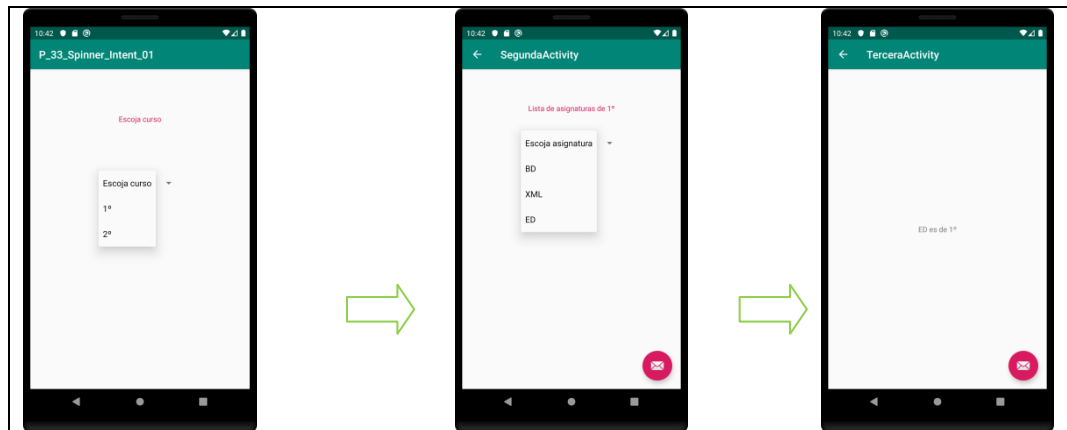 10:42
P_33_Spinner_Intent_01
Escoja curso
Escoja curso
1º
2º
10:42
SegundaActivity
Lista de asignaturas de 1º
Escoja asignatura
BD
XML
ED
10:42
TerceraActivity
ED es de 1º